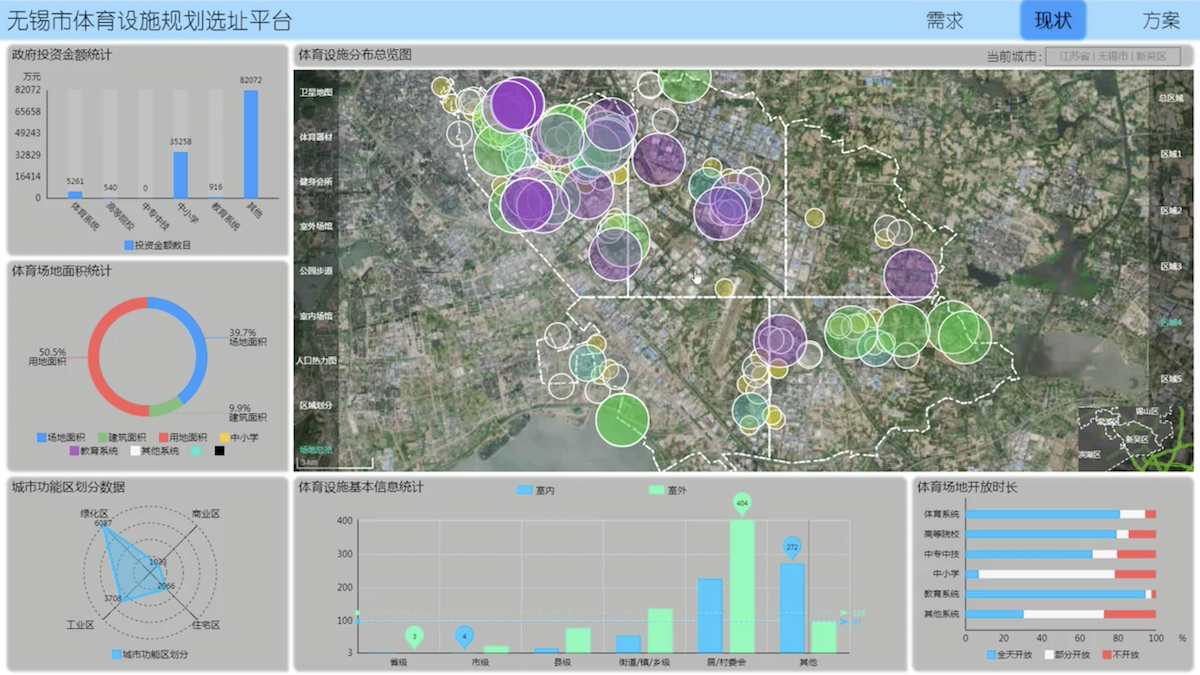 无锡市体育设施规划选址平台
需求
现状
方案
政府投资金额统计
万元
82072
65658
49243
32829
16414
0
5261
540
0
35258
916
82072
体育系统
高等院校
中专中技
中小学
教育系统
其他
投资金额数目
体育场地面积统计
39.7%
场地面积
50.5%
用地面积
9.9%
建筑面积
场地面积 建筑面积 用地面积 中小学
教育系统 其他系统
城市功能区划分数据
绿化区
商业区
6087
1033
2066
3708
工业区
住宅区
城市功能区划分
体育设施分布总览图
当前城市:
江苏省 | 无锡市 | 新吴区
卫星地图
体育器材
健身会所
室外场馆
公园步道
室内场馆
人口热力图
区域划分
场地总览
5 km
总区域
区域1
区域2
区域3
区域4
区域5
锡山区
梁溪区
新吴区
滨湖区
体育设施基本信息统计
室内
室外
400
300
200
100
3
3
4
404
272
124
省级
市级
县级
街道/镇/乡级
居/村委会
其他
体育场地开放时长
体育系统
高等院校
中专中技
中小学
教育系统
其他系统
0 20 40 60 80 100 %
全天开放 部分开放 不开放